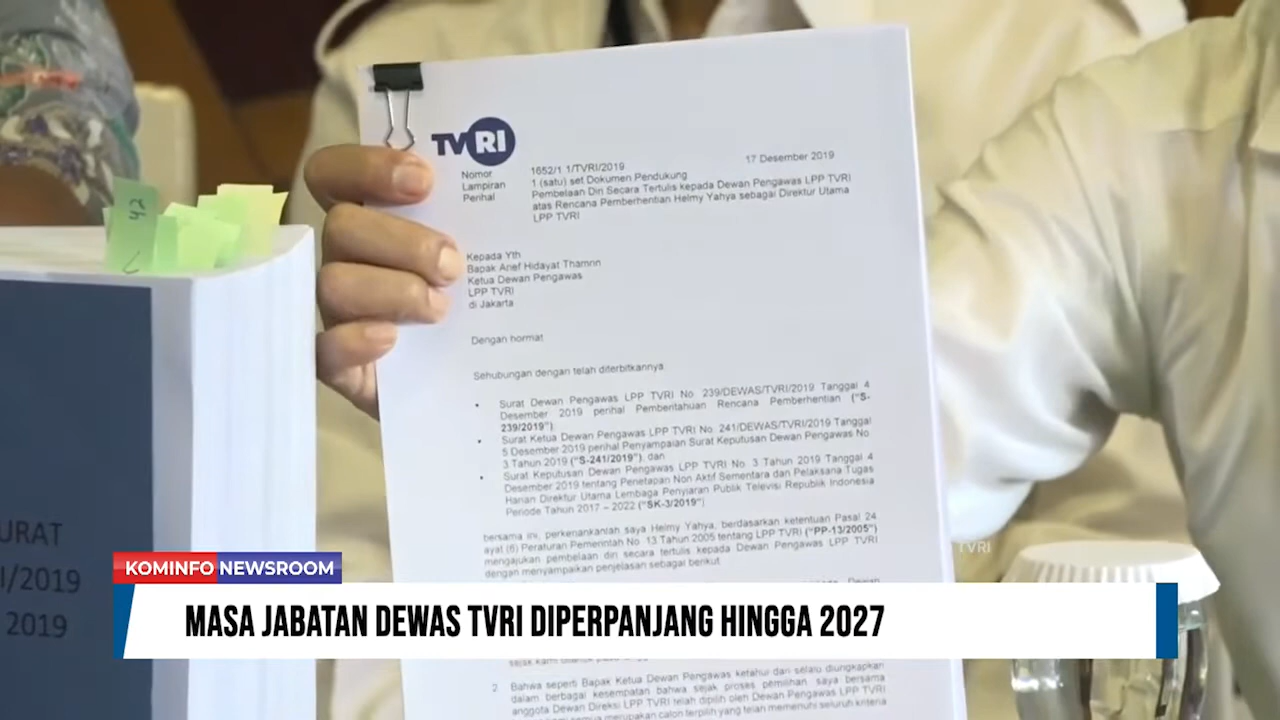 TVRI
Nomor 1652/1.1/TVRI/2019 17 Desember 2019
Lampiran 1 (satu) set Dokumen Pendukung
Perihal Pembelaan Diri Secara Tertulis kepada Dewan Pengawas LPP TVRI
atas Rencana Pemberhentian Helmy Yahya sebagai Direktur Utama
LPP TVRI
Kepada Yth
Bapak Arief Hidayat Thamrin
Ketua Dewan Pengawas
LPP TVRI
di Jakarta
Dengan hormat
Sehubungan dengan telah diterbitkannya
• Surat Dewan Pengawas LPP TVRI No. 239/DEWAS/TVRI/2019 Tanggal 4
Desember 2019 perihal Pemberitahuan Rencana Pemberhentian ("S-
239/2019")
• Surat Ketua Dewan Pengawas LPP TVRI No. 241/DEWAS/TVRI/2019 Tanggal
5 Desember 2019 perihal Penyampaian Surat Keputusan Dewan Pengawas No.
3 Tahun 2019 ("S-241/2019"), dan
• Surat Keputusan Dewan Pengawas LPP TVRI No. 3 Tahun 2019 Tanggal 4
Desember 2019 tentang Penetapan Non Aktif Sementara dan Pelaksana Tugas
Harian Direktur Utama Lembaga Penyiaran Publik Televisi Republik Indonesia
Periode Tahun 2017 – 2022 ("SK-3/2019")
bersama ini, perkenankanlah saya Helmy Yahya, berdasarkan ketentuan Pasal 24
ayat (6) Peraturan Pemerintah No. 13 Tahun 2005 tentang LPP TVRI ("PP-13/2005")
mengajukan pembelaan diri secara tertulis kepada Dewan Pengawas LPP TVRI
dengan menyampaikan penjelasan sebagai berikut
2. Bahwa seperti Bapak Ketua Dewan Pengawas ketahui dan selalu diungkapkan
dalam berbagai kesempatan bahwa sejak proses pemilihan, saya bersama
anggota Dewan Direksi LPP TVRI telah dipilih oleh Dewan Pengawas LPP TVRI
semua merupakan calon terpilih yang telah memenuhi seluruh kriteria
42
URAT
I/2019
2019
TVRI
KOMINFO NEWSROOM
MASA JABATAN DEWAS TVRI DIPERPANJANG HINGGA 2027